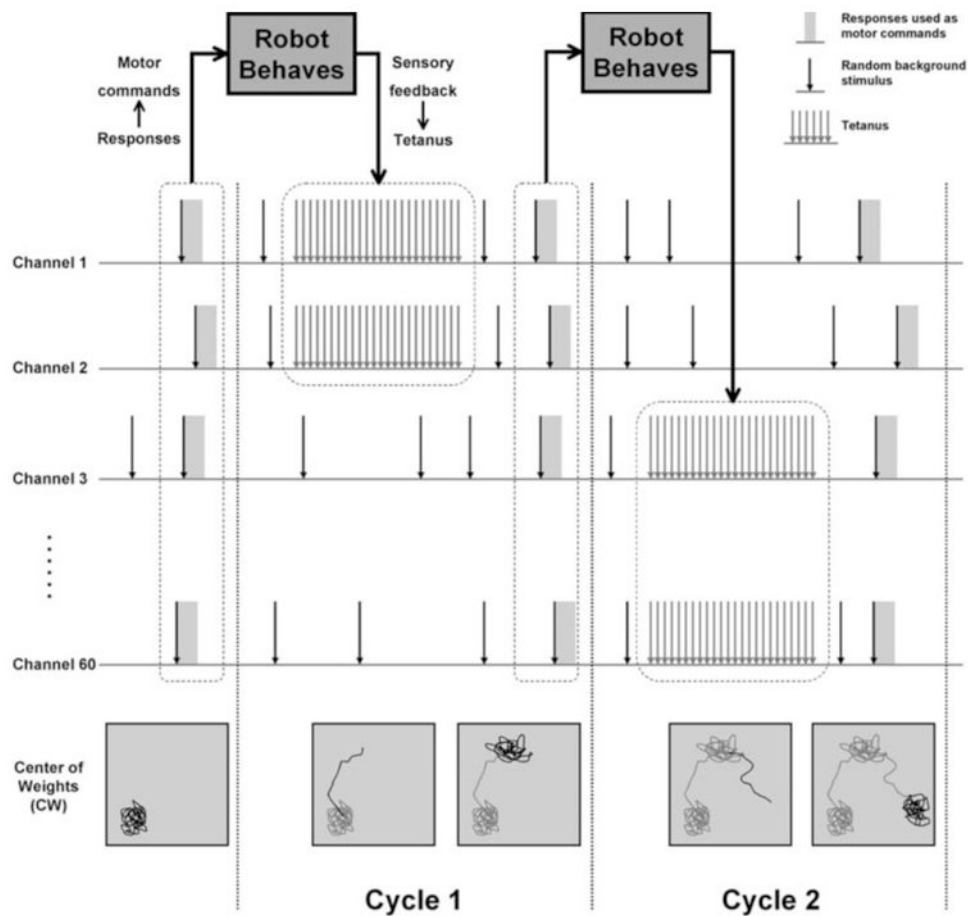 Robot
Behaves
Robot
Behaves
Responses used as
motor commands
Motor
commands
Responses
Sensory
feedback
Tetanus
Random background
stimulus
Tetanus
Channel 1
Channel 2
Channel 3
Channel 60
Center of
Weights
(CW)
Cycle 1
Cycle 2